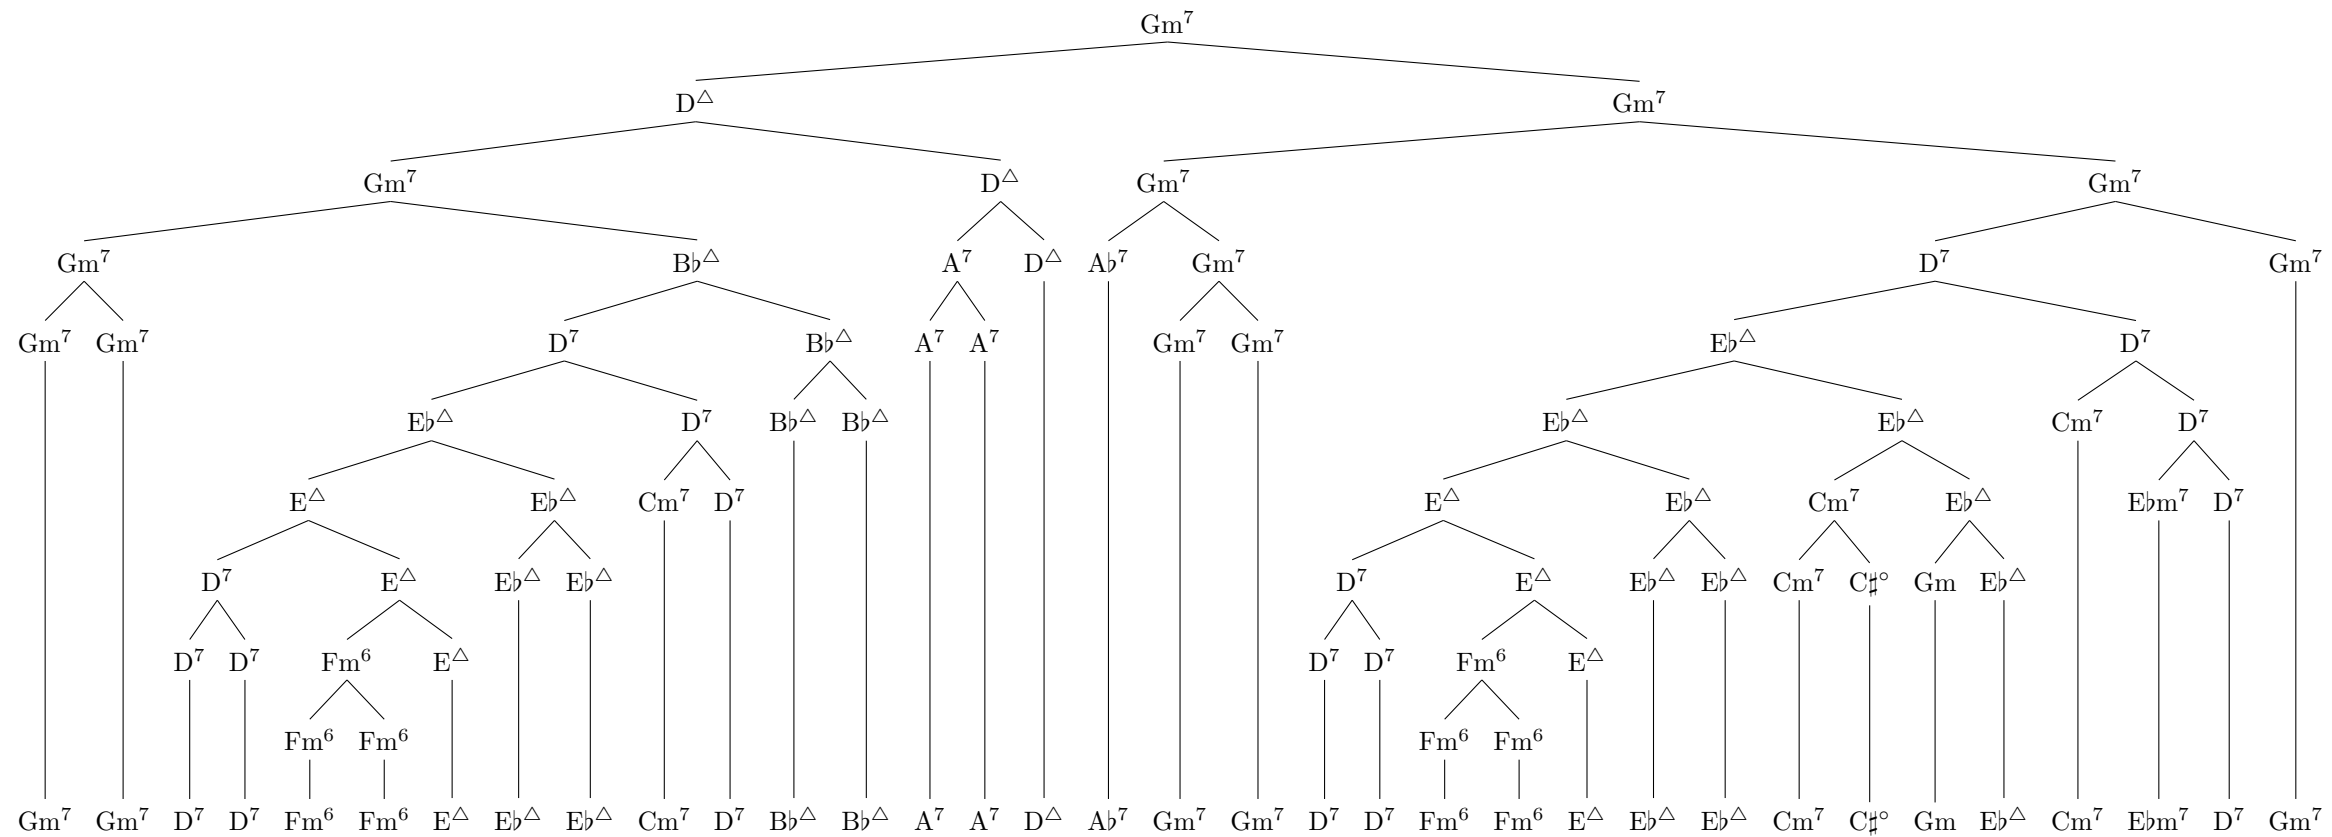 Gm⁷
D△ Gm⁷
Gm⁷ D△ Gm⁷ Gm⁷
Gm⁷ B♭△ A⁷ D△ A♭⁷ Gm⁷ D⁷ Gm⁷
Gm⁷ Gm⁷ D⁷ B♭△ A⁷ A⁷ Gm⁷ Gm⁷ E♭△ D⁷
E♭△ D⁷ B♭△ B♭△ E♭△ E♭△ Cm⁷ D⁷
E△ E♭△ Cm⁷ D⁷ E△ E♭△ Cm⁷ E♭△ E♭m⁷ D⁷
D⁷ E△ E♭△ E♭△ D⁷ E△ E♭△ E♭△ Cm⁷ C♯° Gm E♭△
D⁷ D⁷ Fm⁶ E△ D⁷ D⁷ Fm⁶ E△
Fm⁶ Fm⁶ Fm⁶ Fm⁶
Gm⁷ Gm⁷ D⁷ D⁷ Fm⁶ Fm⁶ E△ E♭△ E♭△ Cm⁷ D⁷ B♭△ B♭△ A⁷ A⁷ D△ A♭⁷ Gm⁷ Gm⁷ D⁷ D⁷ Fm⁶ Fm⁶ E△ E♭△ E♭△ Cm⁷ C♯° Gm E♭△ Cm⁷ E♭m⁷ D⁷ Gm⁷